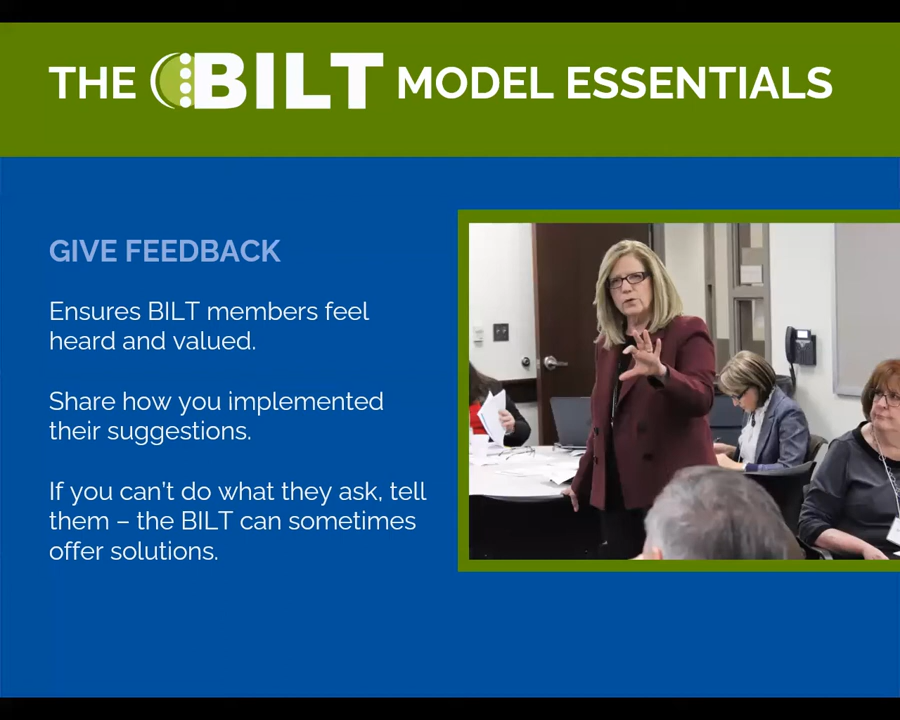 THE BILT MODEL ESSENTIALS
GIVE FEEDBACK
Ensures BILT members feel
heard and valued.
Share how you implemented
their suggestions.
If you can’t do what they ask, tell
them – the BILT can sometimes
offer solutions.